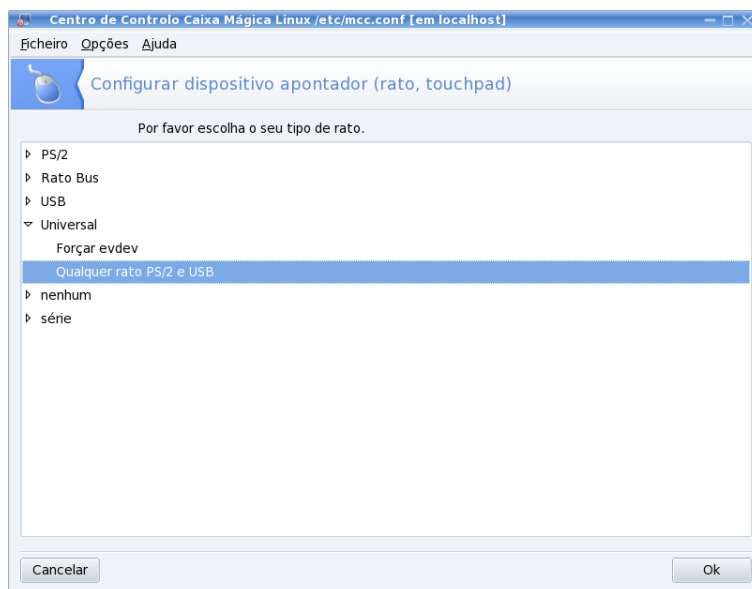 Centro de Controlo Caixa Mágica Linux /etc/mcc.conf [em localhost]
Ficheiro Opções Ajuda
Configurar dispositivo apontador (rato, touchpad)
Por favor escolha o seu tipo de rato.
PS/2
Rato Bus
USB
Universal
Forçar evdev
Qualquer rato PS/2 e USB
nenhum
série
Cancelar Ok